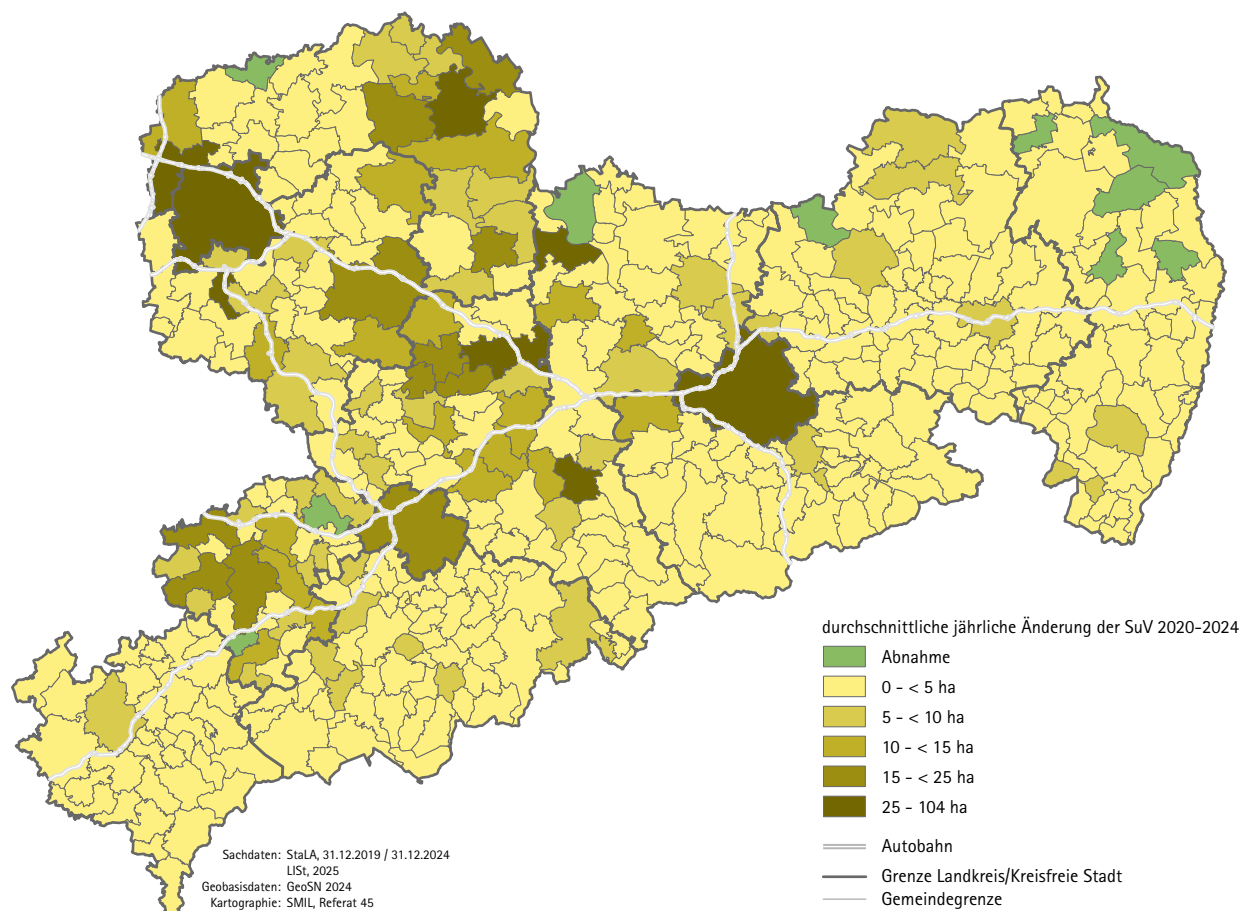 durchschnittliche jährliche Änderung der SuV 2020-2024
Abnahme
0 - < 5 ha
5 - < 10 ha
10 - < 15 ha
15 - < 25 ha
25 - 104 ha
Autobahn
Grenze Landkreis/Kreisfreie Stadt
Gemeindegrenze
Sachdaten: StaLA, 31.12.2019 / 31.12.2024
LISt, 2025
Geobasisdaten: GeoSN 2024
Kartographie: SMIL, Referat 45